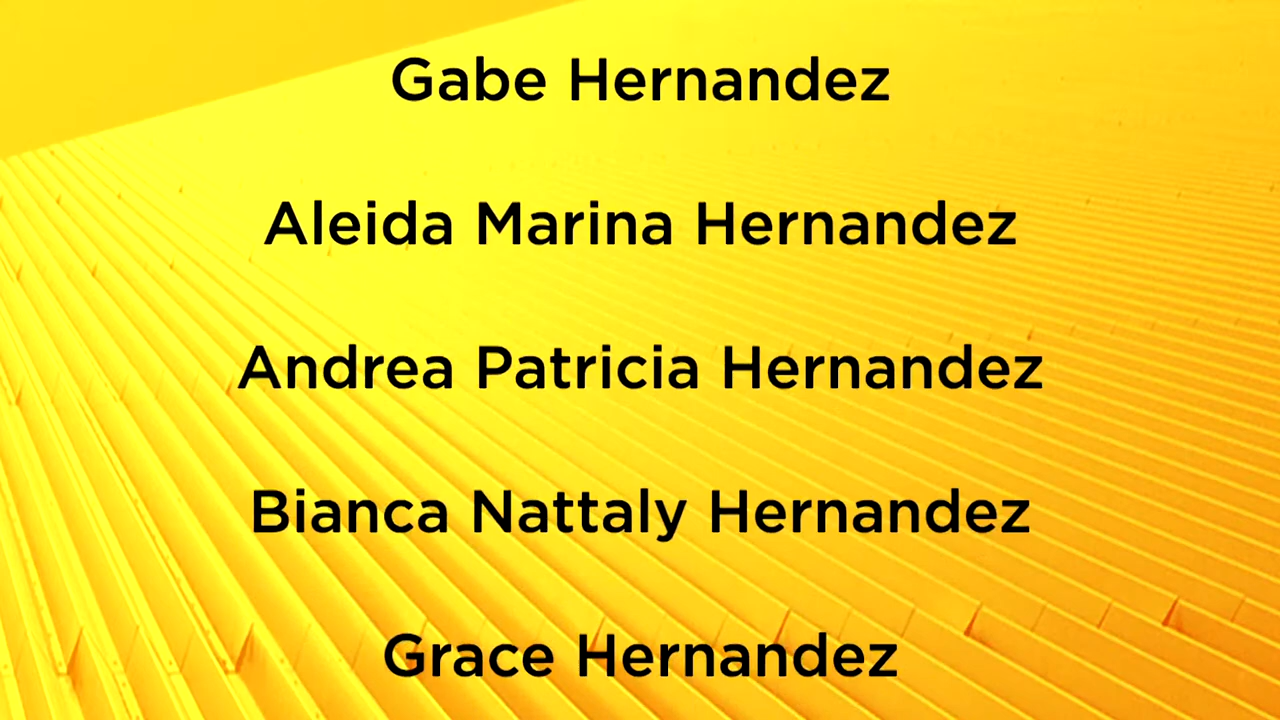 Gabe Hernandez
Aleida Marina Hernandez
Andrea Patricia Hernandez
Bianca Nattaly Hernandez
Grace Hernandez